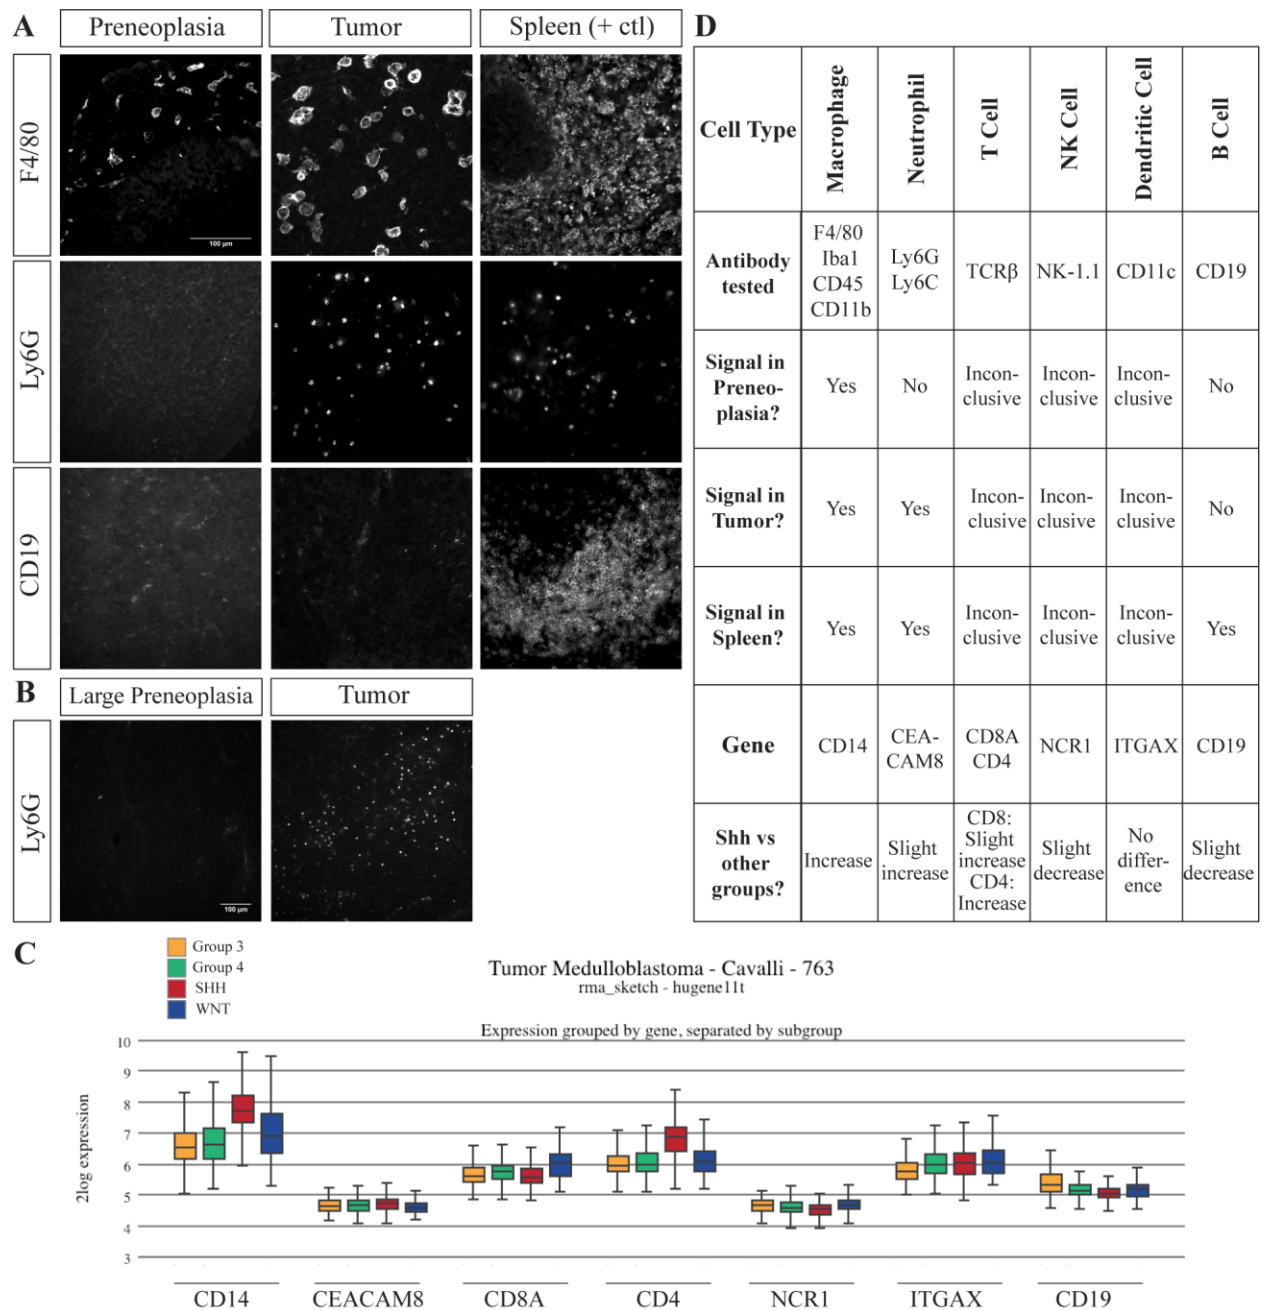 A
Preneoplasia
Tumor
Spleen (+ ctl)
F4/80
100 µm
Ly6G
CD19
B
Large Preneoplasia
Tumor
Ly6G
100 µm
D
Cell Type
Macrophage
Neutrophil
T Cell
NK Cell
Dendritic Cell
B Cell
Antibody
tested
F4/80
Iba1
CD45
CD11b
Ly6G
Ly6C
TCRβ
NK-1.1
CD11c
CD19
Signal in
Preneo-
plasia?
Yes
No
Incon-
clusive
Incon-
clusive
Incon-
clusive
No
Signal in
Tumor?
Yes
Yes
Incon-
clusive
Incon-
clusive
Incon-
clusive
No
Signal in
Spleen?
Yes
Yes
Incon-
clusive
Incon-
clusive
Incon-
clusive
Yes
Gene
CD14
CEA-
CAM8
CD8A
CD4
NCR1
ITGAX
CD19
Shh vs
other
groups?
Increase
Slight
increase
CD8:
Slight
increase
CD4:
Increase
Slight
decrease
No
differ-
ence
Slight
decrease
C
Group 3
Group 4
SHH
WNT
Tumor Medulloblastoma - Cavalli - 763
rma_sketch - hugene11t
Expression grouped by gene, separated by subgroup
2log expression
10
9
8
7
6
5
4
3
CD14
CEACAM8
CD8A
CD4
NCR1
ITGAX
CD19